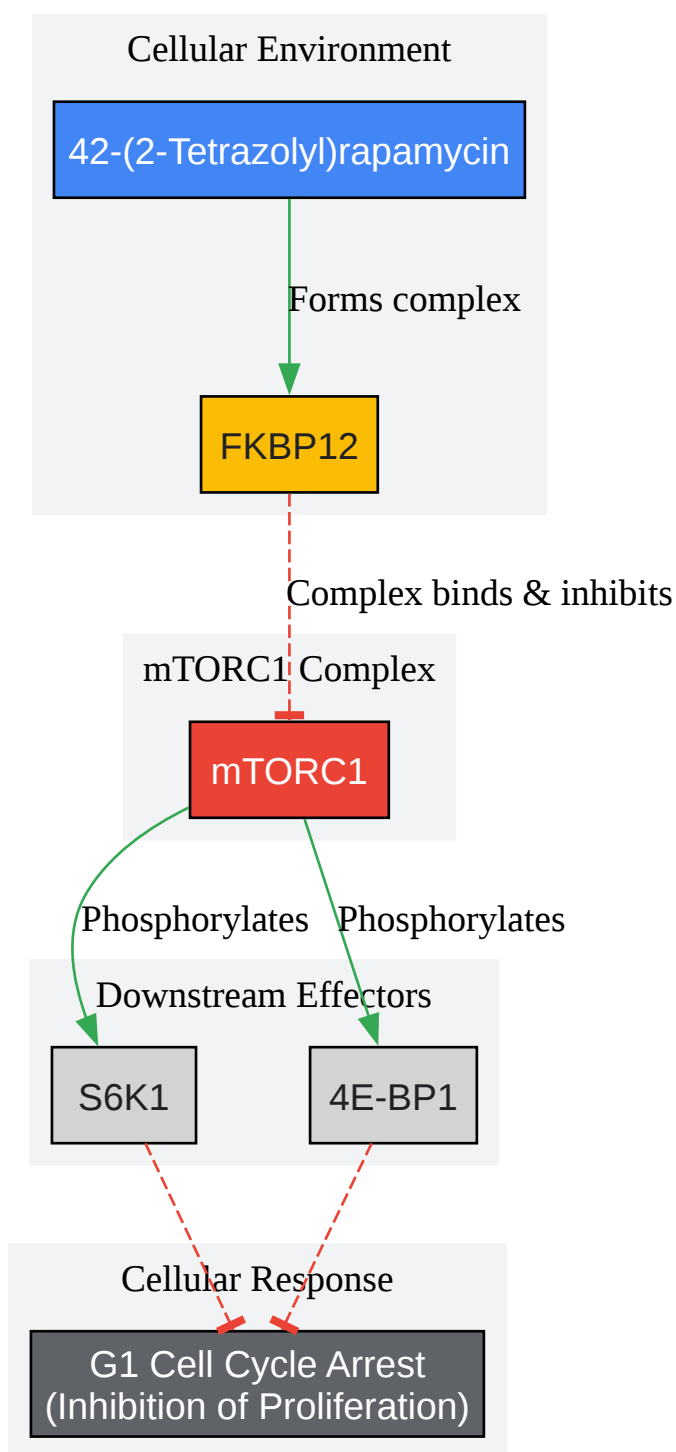 Cellular Environment
42-(2-Tetrazolyl)rapamycin
Forms complex
FKBP12
Complex binds & inhibits
mTORC1 Complex
mTORC1
Phosphorylates
Phosphorylates
Downstream Effectors
S6K1
4E-BP1
Cellular Response
G1 Cell Cycle Arrest
(Inhibition of Proliferation)